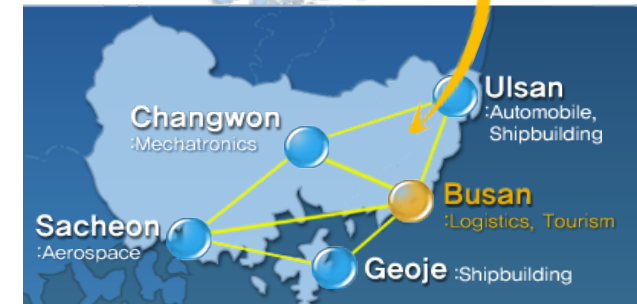 Ulsan
:Automobile,
Shipbuilding
Changwon
:Mechatronics
Busan
:Logistics, Tourism
Sacheon
:Aerospace
Geoje :Shipbuilding